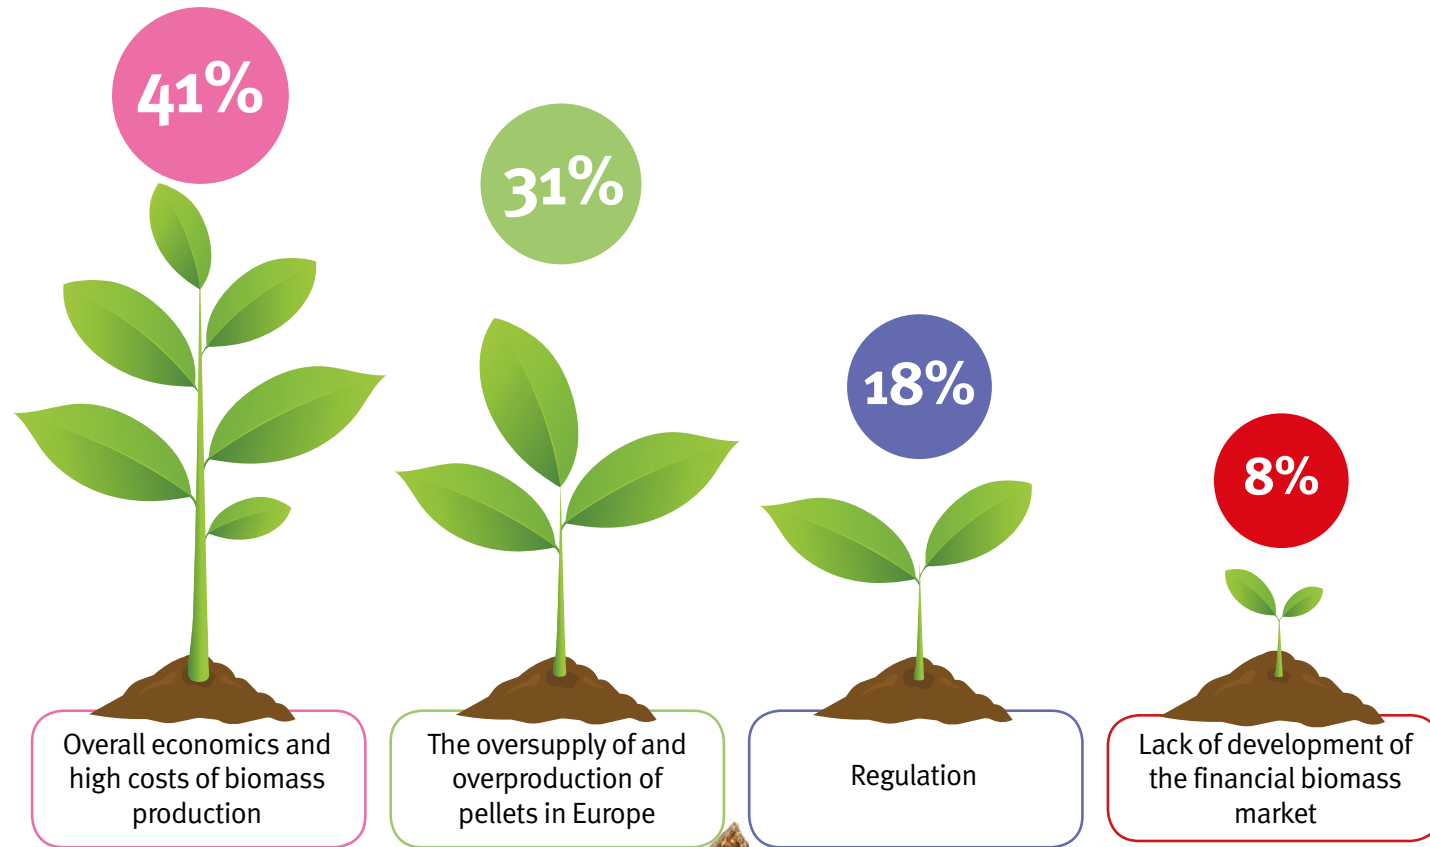 41%
31%
18%
8%
Overall economics and
high costs of biomass
production
The oversupply of and
overproduction of
pellets in Europe
Regulation
Lack of development of
the financial biomass
market